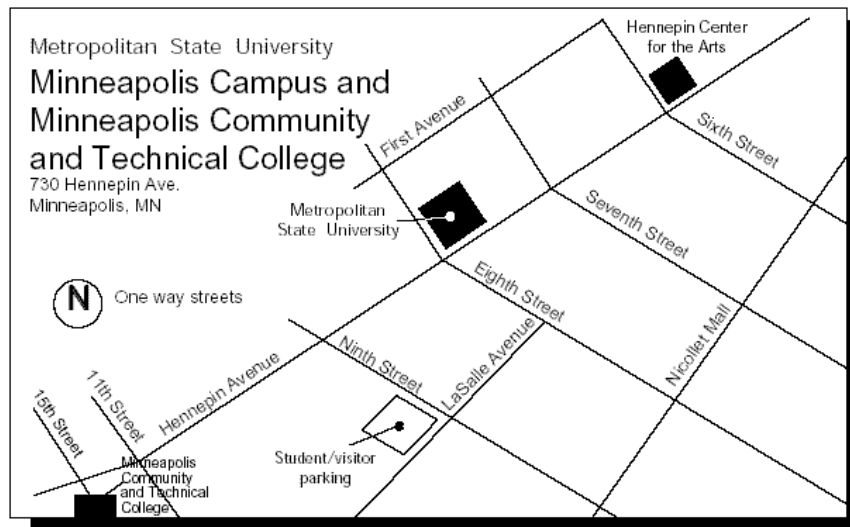 Metropolitan State University
Minneapolis Campus and
Minneapolis Community
and Technical College
730 Hennepin Ave.
Minneapolis, MN
Hennepin Center
for the Arts
First Avenue
Sixth Street
Metropolitan
State University
Seventh Street
Eighth Street
N
One way streets
Nicollet Mall
Ninth Street
LaSalle Avenue
Hennepin Avenue
11th Street
15th Street
Student/visitor
parking
Minneapolis
Community
and Technical
College